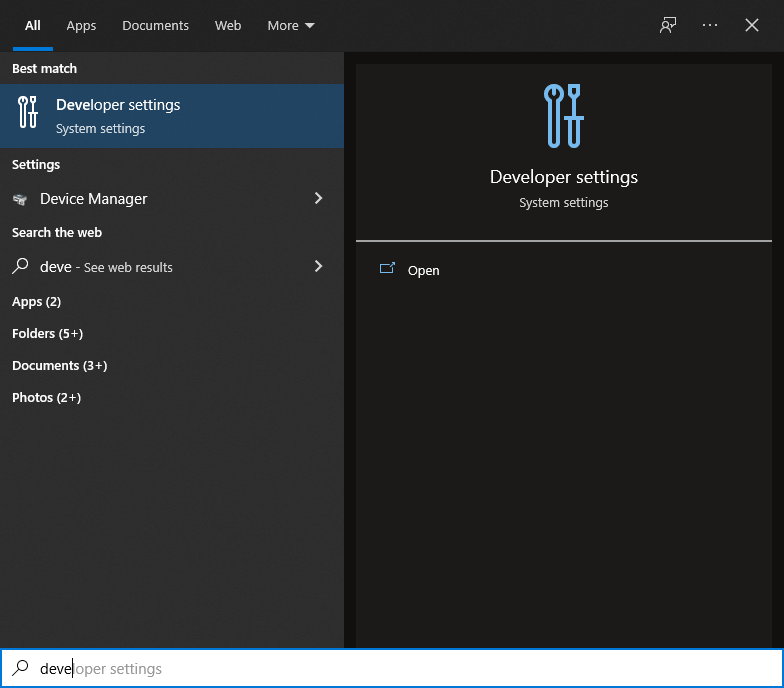 All Apps Documents Web More
Best match
Developer settings
System settings
Settings
Device Manager
Search the web
deve - See web results
Apps (2)
Folders (5+)
Documents (3+)
Photos (2+)
Developer settings
System settings
Open
developer settings